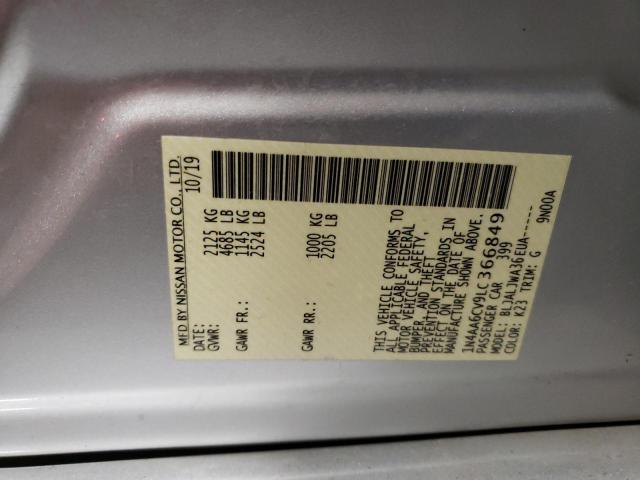 MFD BY NISSAN MOTOR CO., LTD.
DATE: 10/19
GVWR: 2125 KG
4685 LB
GAWR FR.: 1145 KG
2524 LB
GAWR RR.: 1000 KG
2205 LB
THIS VEHICLE CONFORMS TO
ALL APPLICABLE FEDERAL
MOTOR VEHICLE SAFETY,
BUMPER, AND THEFT
PREVENTION STANDARDS IN
EFFECT ON THE DATE OF
MANUFACTURE SHOWN ABOVE.
1N4AA6CV9LC366849
PASSENGER CAR 399
MODEL: BLJALJWA36EUA-----
COLOR: K23 TRIM: G 9N00A